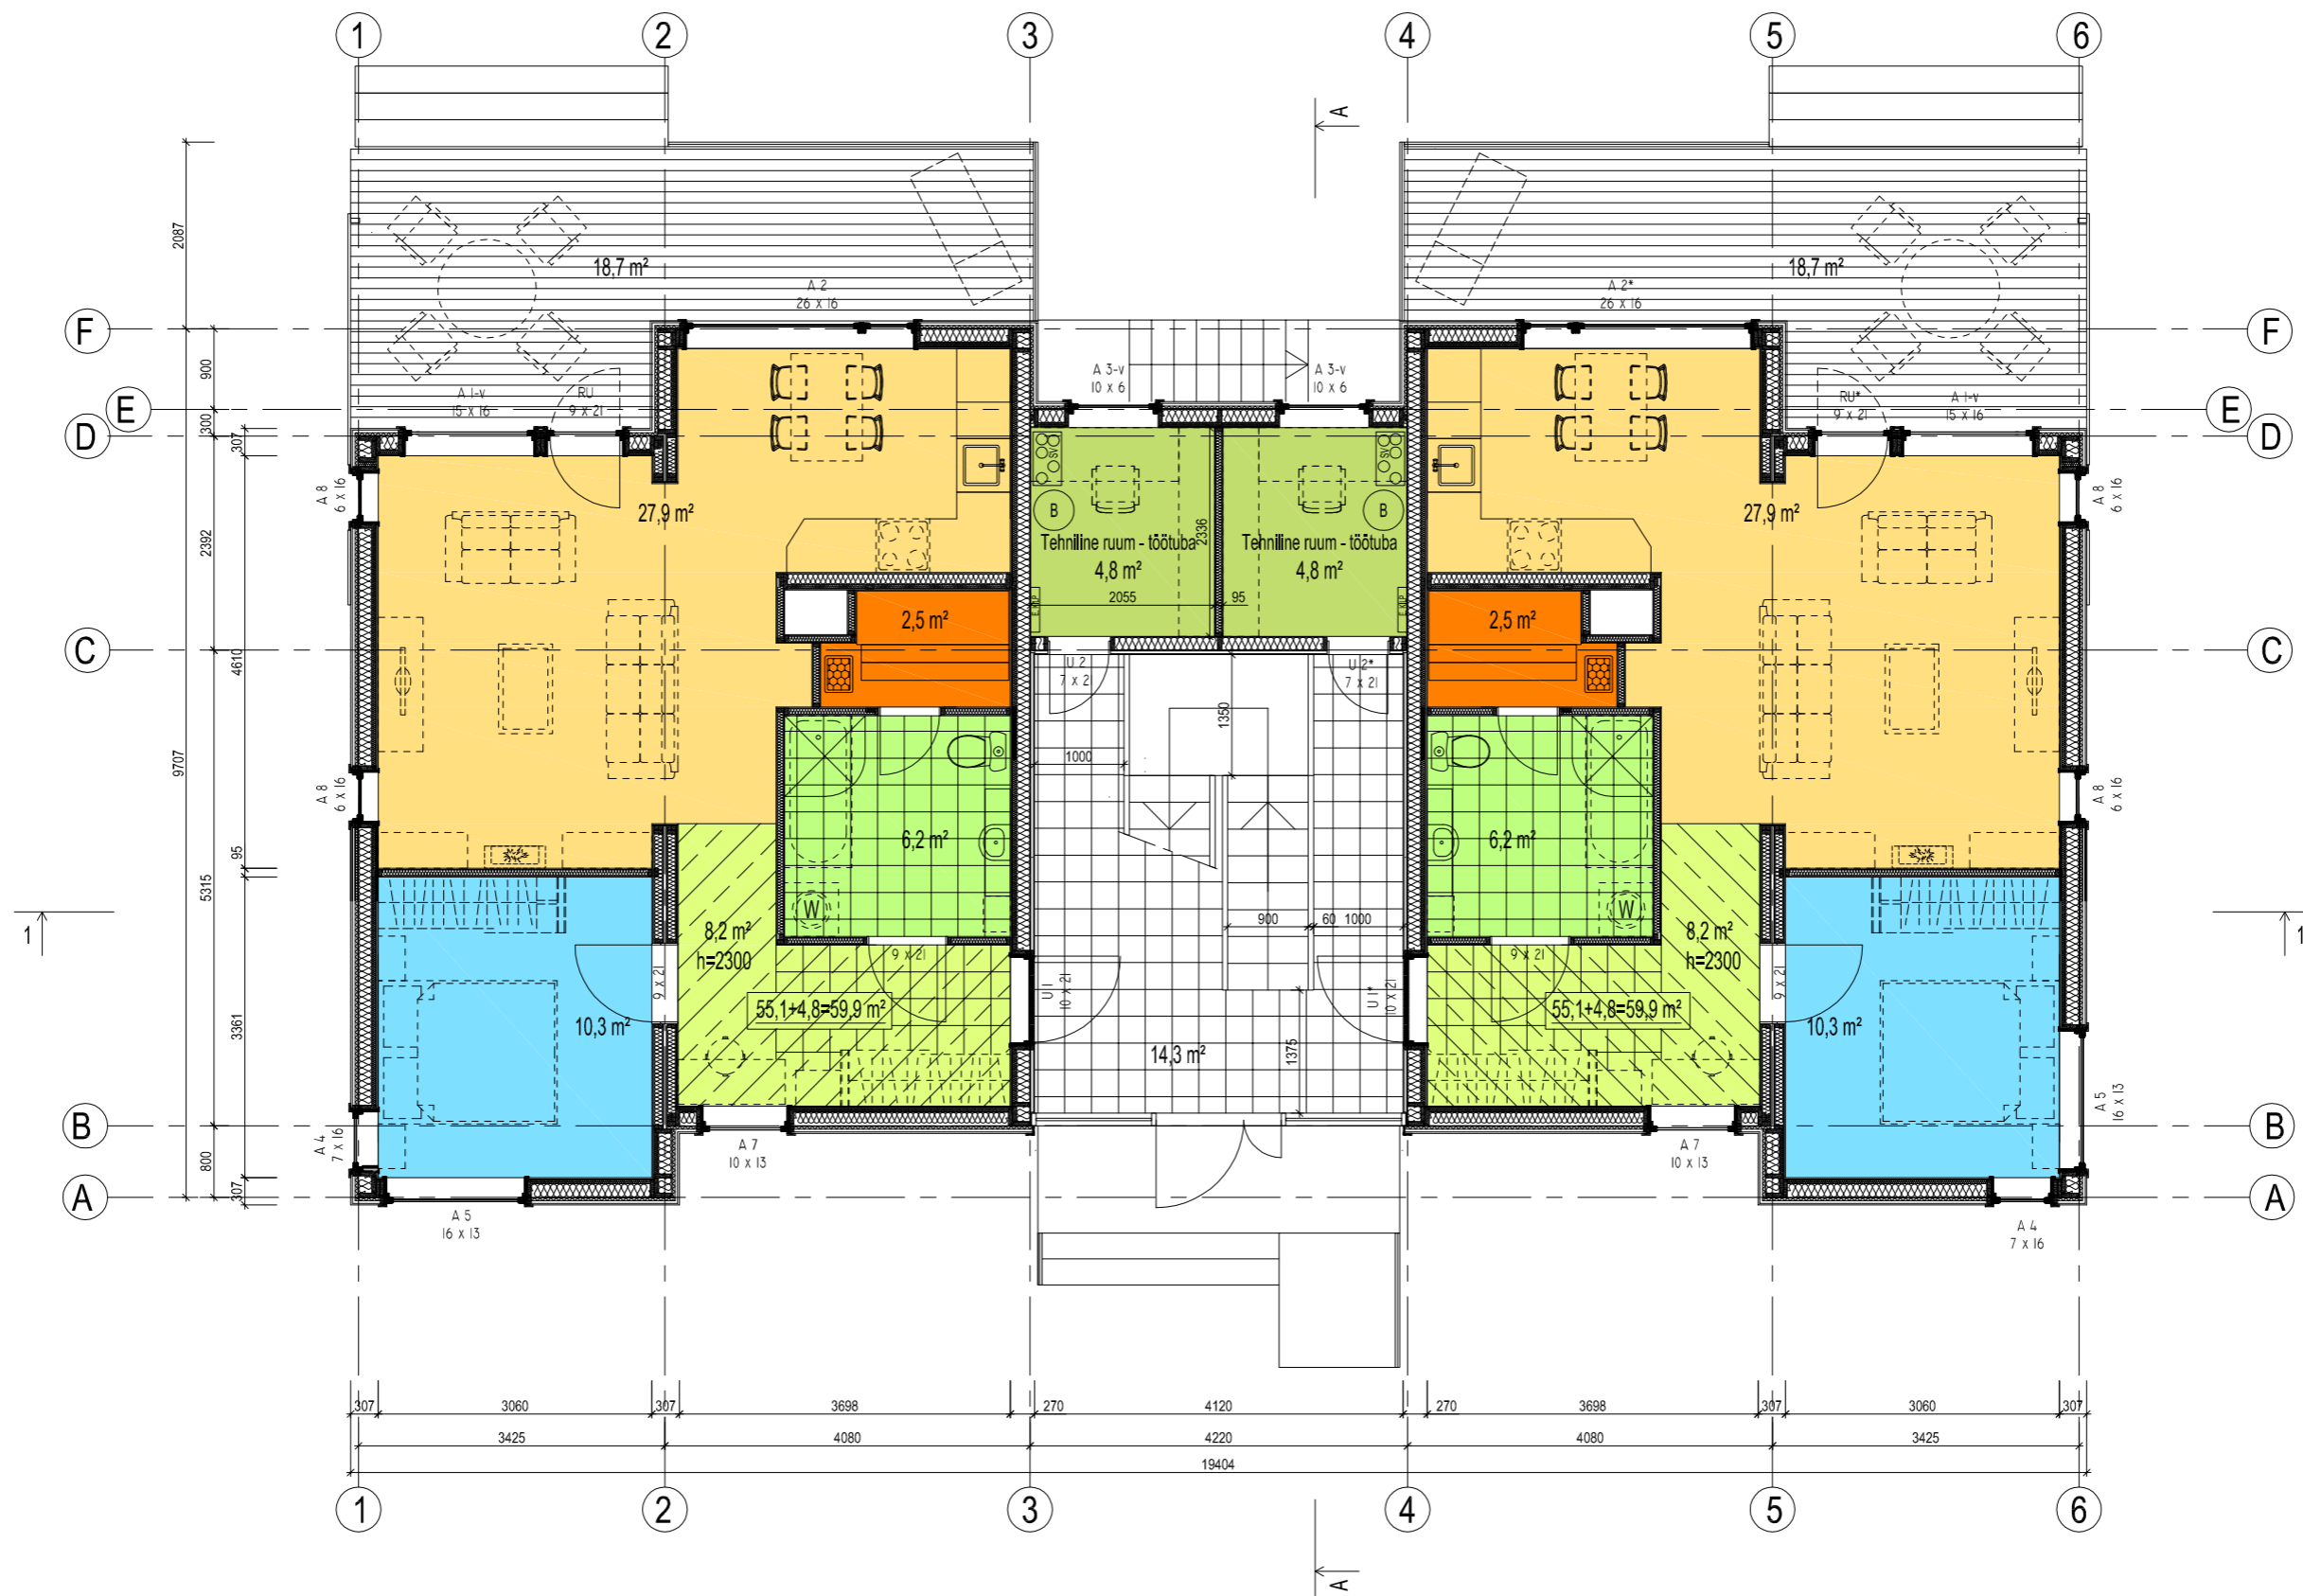 1 2 3 4 5 6
A
2087
18,7 m² 18,7 m²
A 2 A 2*
26 x 16 26 x 16
F F
900
A 3-v A 3-v
10 x 6 10 x 6
A 1-v RU RU* A 1-v
15 x 16 9 x 21 9 x 21 15 x 16
E E
300
D D
307
SV SV
A 8 A 8
6 x 16 6 x 16
27,9 m² B B 27,9 m²
2392
2336
Tehniline ruum - töötuba Tehniline ruum - töötuba
4,8 m² 4,8 m²
2055 95
2,5 m² 2,5 m²
C C
4610
U 2 U 2*
7 x 2 7 x 21
1350
9707
1000
A 8 A 8
6 x 16 6 x 16
6,2 m² 6,2 m²
95
5315
W W
900 60 1000
1 1
8,2 m² 8,2 m²
h=2300 h=2300
9 x 21 9 x 21
9 x 21 9 x 21
U 1 U 1*
10 x 21 10 x 21
55,1+4,8=59,9 m² 55,1+4,8=59,9 m²
10,3 m² 10,3 m²
3361
14,3 m²
1375
B B
A 4 A 5
7 x 16 16 x 13
A 7 A 7
10 x 13 10 x 13
800
307
A A
A 5 A 4
16 x 13 7 x 16
307 3060 307 3698 270 4120 270 3698 307 3060 307
3425 4080 4220 4080 3425
19404
1 2 3 4 5 6
A